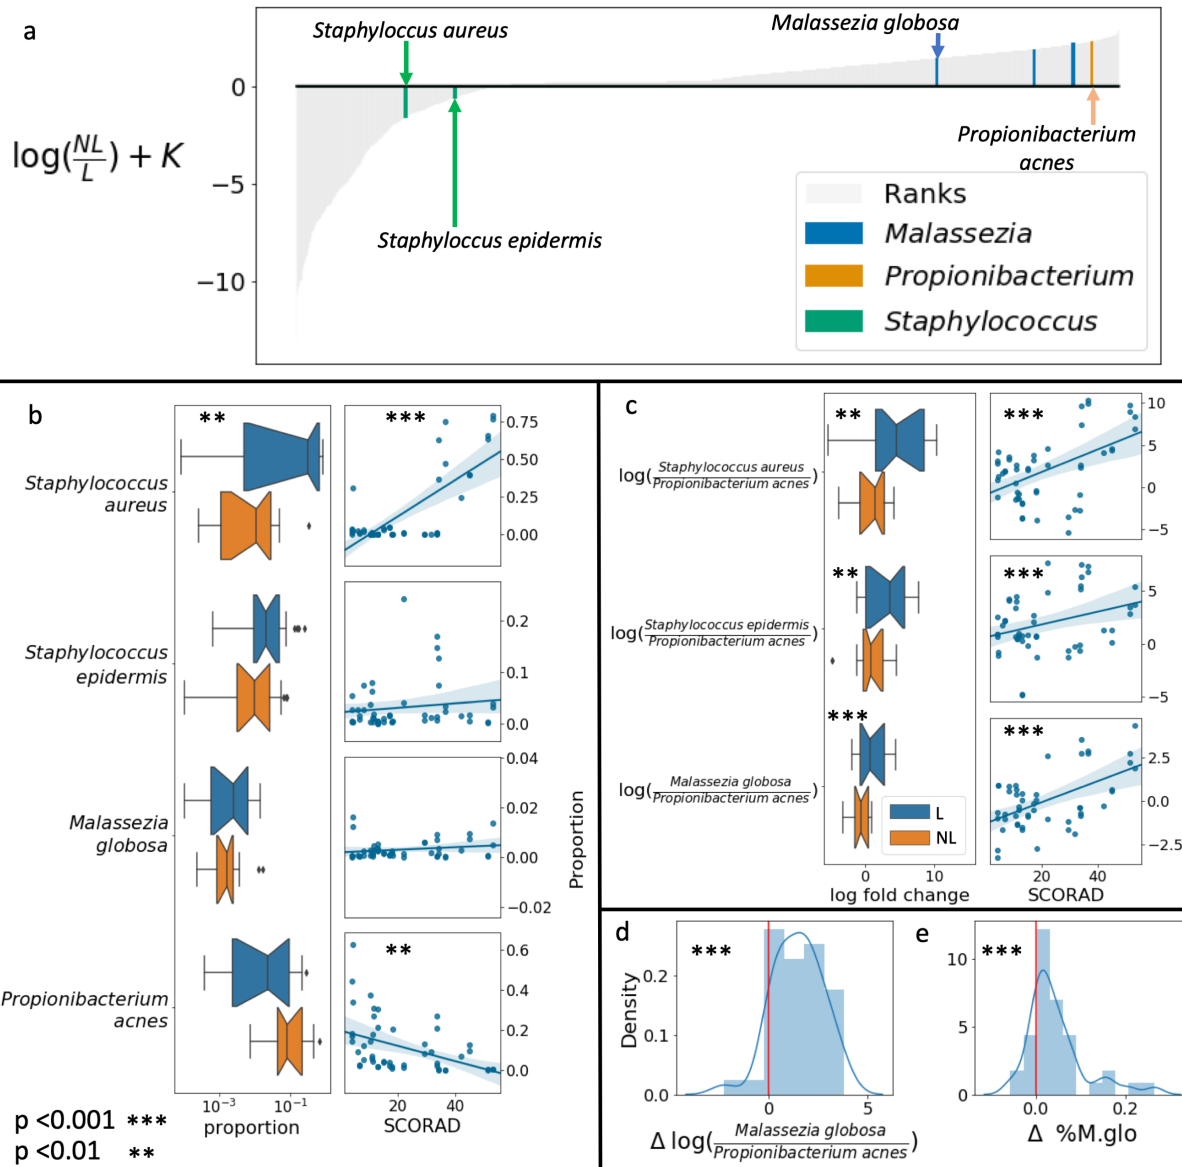 a
Staphyloccus aureus
Malassezia globosa
0
log(NL/L) + K
Propionibacterium
acnes
−5
Staphyloccus epidermis
−10
Ranks
Malassezia
Propionibacterium
Staphylococcus
b
**
***
Staphylococcus
aureus
0.75
0.50
0.25
0.00
Staphylococcus
epidermis
0.2
0.1
0.0
Malassezia
globosa
0.04
0.02
0.00
−0.02
Proportion
Propionibacterium
acnes
**
0.6
0.4
0.2
0.0
10⁻³ 10⁻¹
proportion
20 40
SCORAD
p <0.001 ***
p <0.01 **
c
**
***
log(Staphylococcus aureus/Propionibacterium acnes)
10
5
0
−5
**
***
log(Staphylococcus epidermis/Propionibacterium acnes)
5
0
−5
***
***
log(Malassezia globosa/Propionibacterium acnes)
2.5
0.0
−2.5
L
NL
0 10
log fold change
20 40
SCORAD
d
***
Density
0.2
0.1
0.0
0 5
Δ log(Malassezia globosa/Propionibacterium acnes)
e
***
10
5
0
0.0 0.2
Δ %M.glo